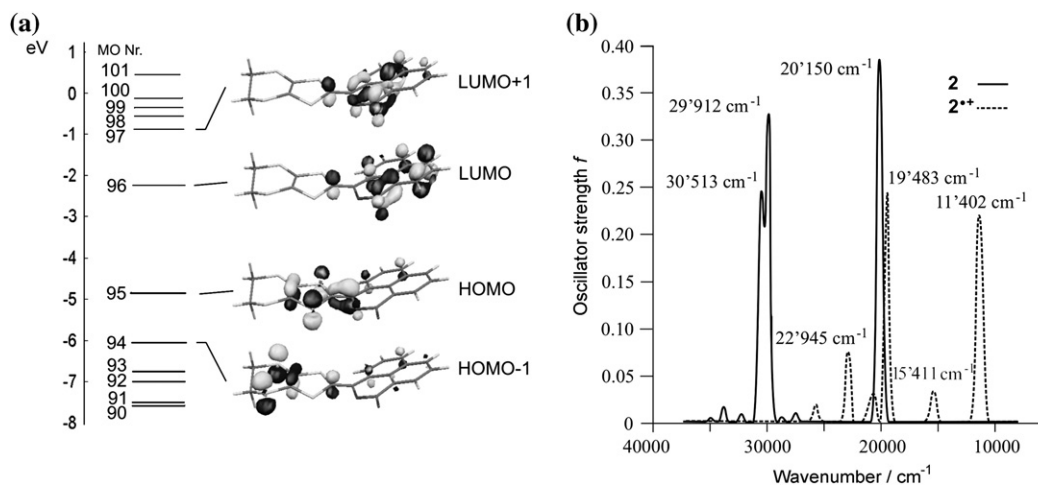 (a)
eV
MO Nr.
1
0
-1
-2
-3
-4
-5
-6
-7
-8
101
100
99
98
97
96
95
94
93
92
91
90
LUMO+1
LUMO
HOMO
HOMO-1
(b)
Oscillator strength f
0.40
0.35
0.30
0.25
0.20
0.15
0.10
0.05
0
20'150 cm⁻¹
29'912 cm⁻¹
30'513 cm⁻¹
19'483 cm⁻¹
11'402 cm⁻¹
22'945 cm⁻¹
15'411 cm⁻¹
2
2•+
40000
30000
20000
10000
Wavenumber / cm⁻¹